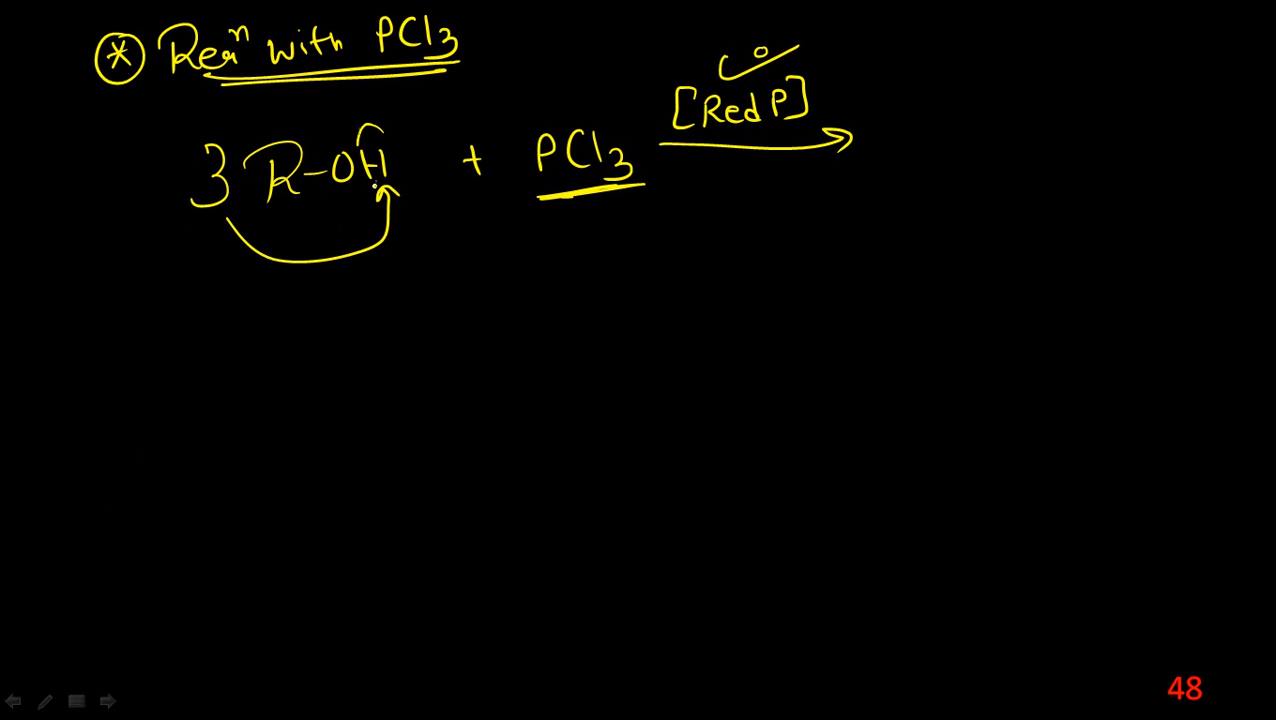 * Reaⁿ with PCl3
[Red P]
3 R-OH + PCl3
48